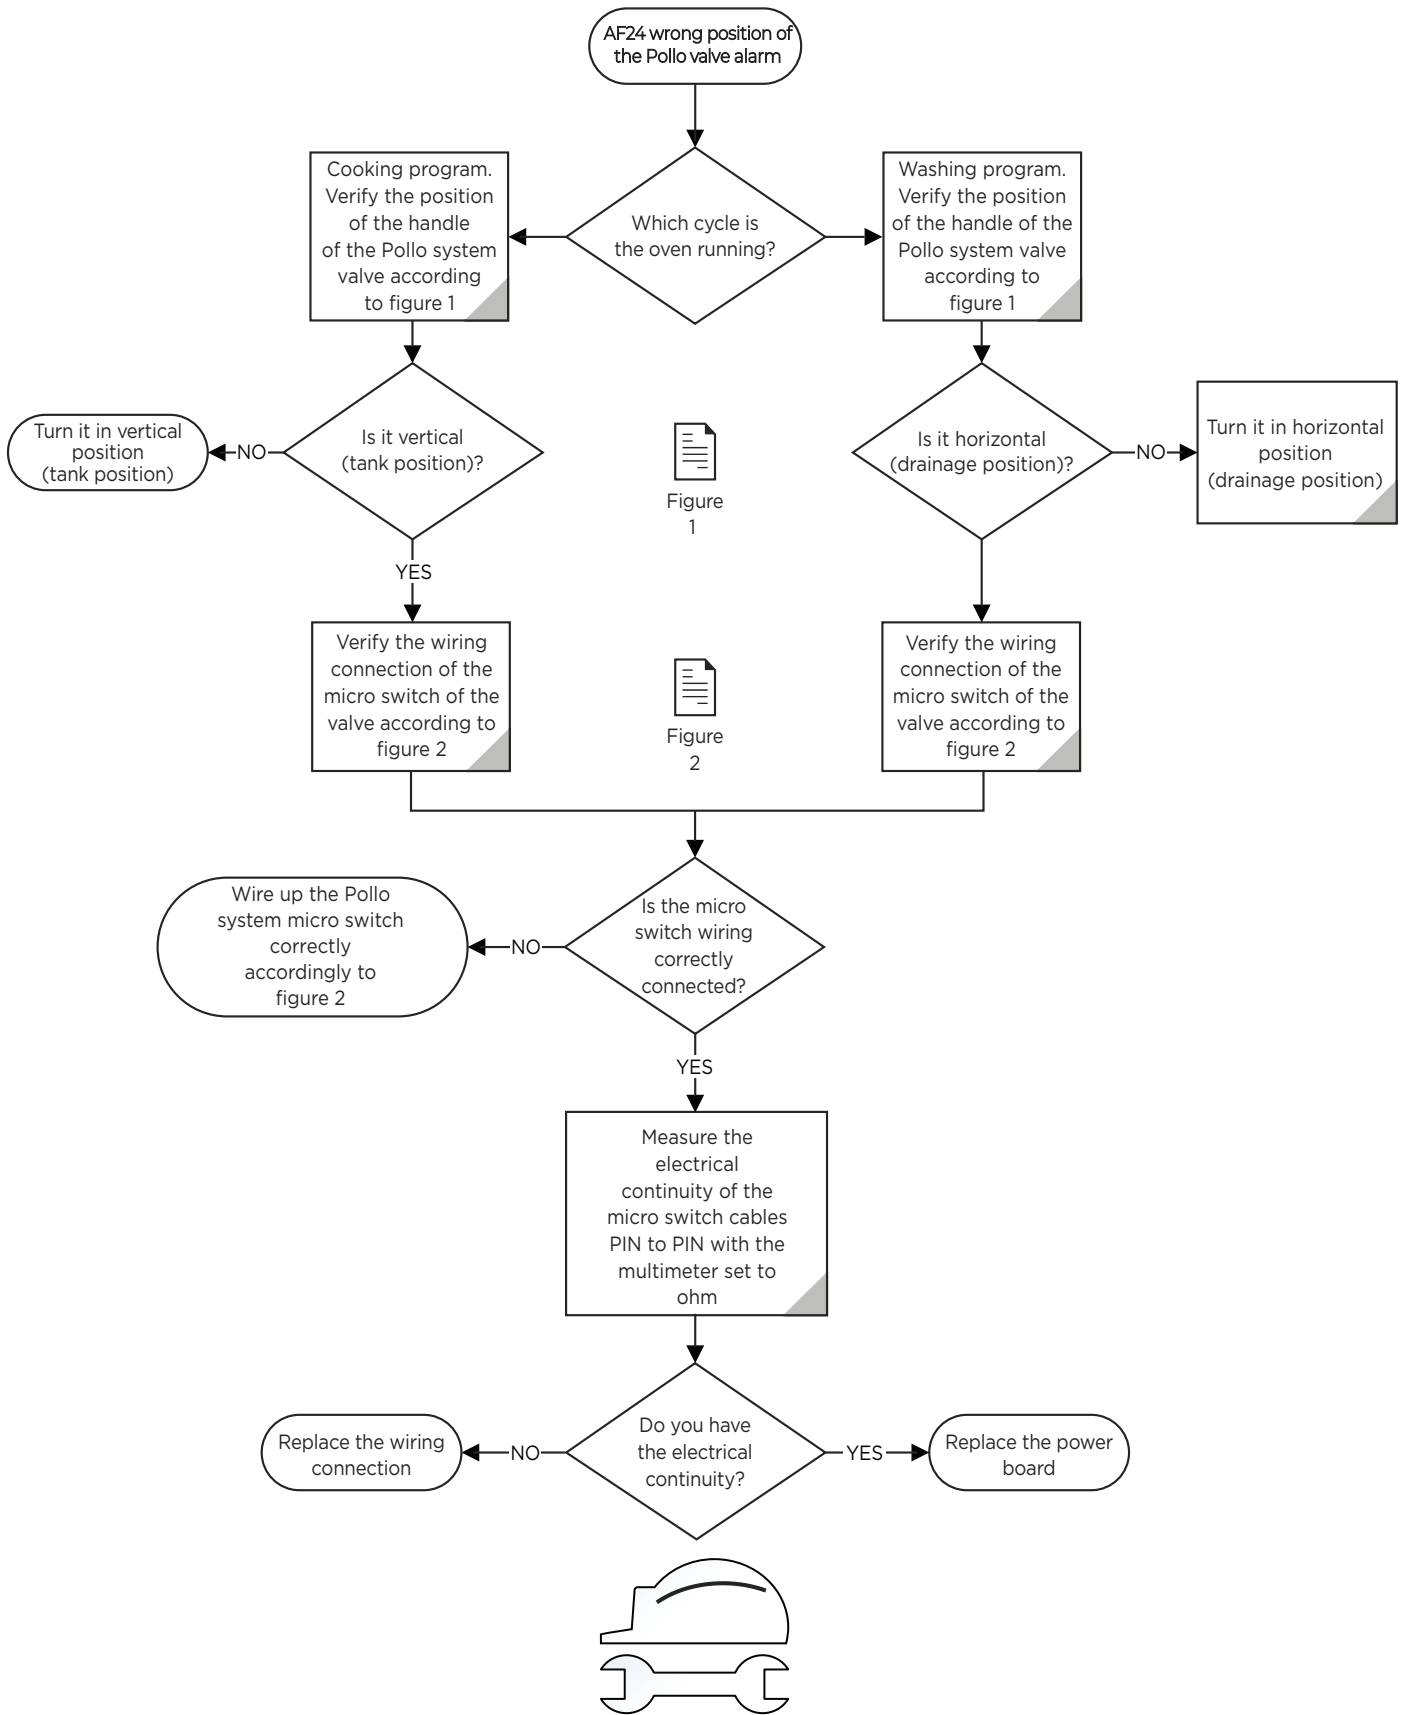 AF24 wrong position of
the Pollo valve alarm
Cooking program.
Verify the position
of the handle
of the Pollo system
valve according
to figure 1
Which cycle is
the oven running?
Washing program.
Verify the position
of the handle of the
Pollo system valve
according to
figure 1
Turn it in vertical
position
(tank position)
NO
Is it vertical
(tank position)?
Figure
1
Is it horizontal
(drainage position)?
NO
Turn it in horizontal
position
(drainage position)
YES
Verify the wiring
connection of the
micro switch of the
valve according to
figure 2
Figure
2
Verify the wiring
connection of the
micro switch of the
valve according to
figure 2
Wire up the Pollo
system micro switch
correctly
accordingly to
figure 2
NO
Is the micro
switch wiring
correctly
connected?
YES
Measure the
electrical
continuity of the
micro switch cables
PIN to PIN with the
multimeter set to
ohm
Replace the wiring
connection
NO
Do you have
the electrical
continuity?
YES
Replace the power
board